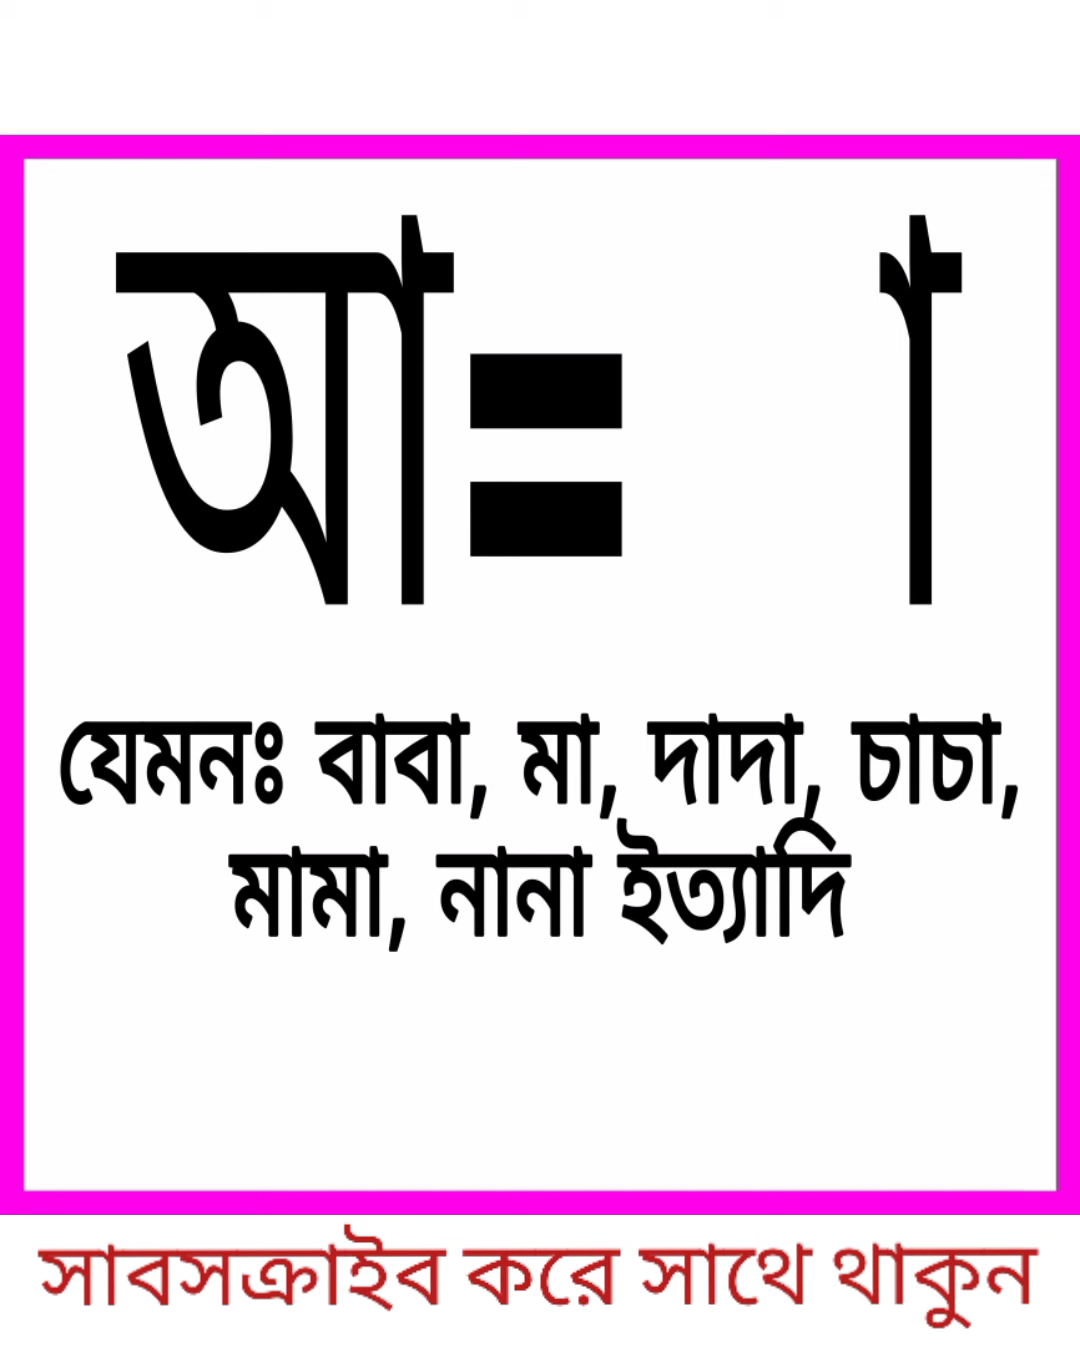 আ= া
যেমনঃ বাবা, মা, দাদা, চাচা,
মামা, নানা ইত্যাদি
সাবসক্রাইব করে সাথে থাকুন